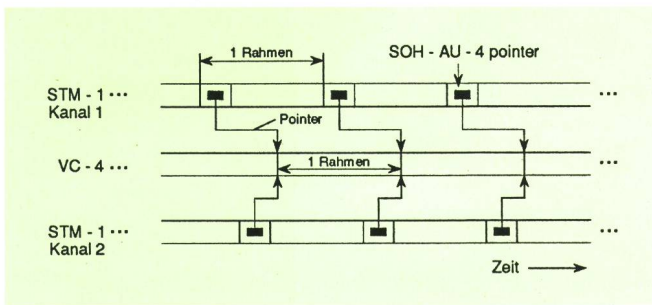 1 Rahmen
SOH - AU - 4 pointer
STM - 1 ···
Kanal 1
···
Pointer
VC - 4 ···
1 Rahmen
···
STM - 1 ···
Kanal 2
···
Zeit